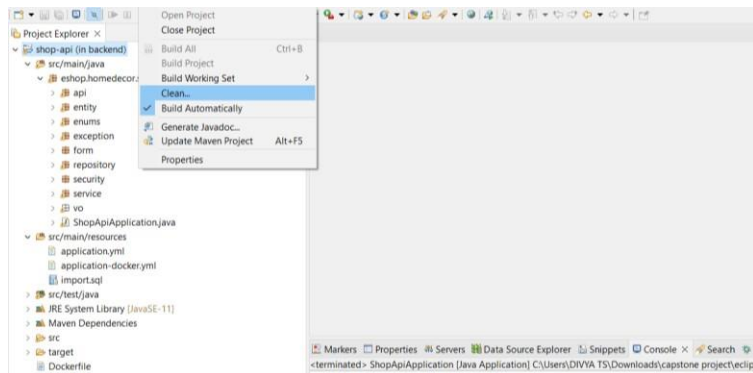 Project Explorer ×
shop-api (in backend)
src/main/java
eshop.homedecor.
api
entity
enums
exception
form
repository
security
service
vo
ShopApiApplication.java
src/main/resources
application.yml
application-docker.yml
import.sql
src/test/java
JRE System Library [JavaSE-11]
Maven Dependencies
src
target
Dockerfile
Open Project
Close Project
Build All Ctrl+B
Build Project
Build Working Set >
Clean...
Build Automatically
Generate Javadoc...
Update Maven Project Alt+F5
Properties
Markers Properties Servers Data Source Explorer Snippets Console × Search
<terminated> ShopApiApplication [Java Application] C:\Users\DIVYA TS\Downloads\capstone project\eclip